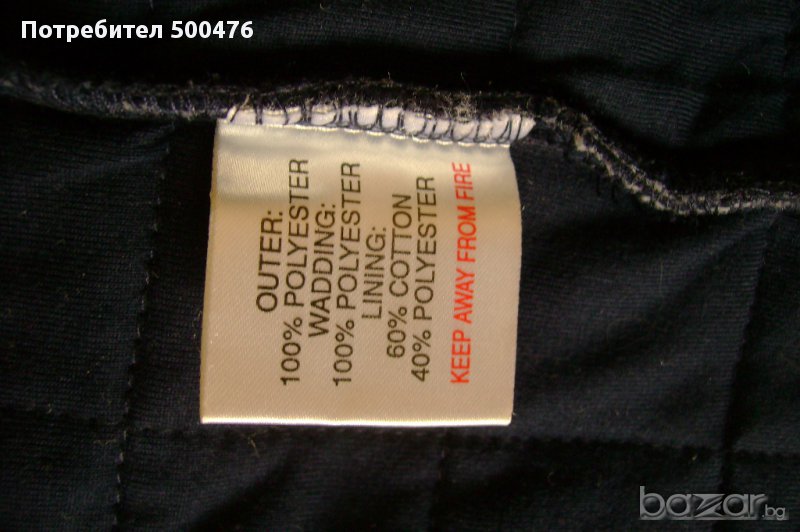 Потребител 500476
OUTER:
100% POLYESTER
WADDING:
100% POLYESTER
LINING:
60% COTTON
40% POLYESTER
KEEP AWAY FROM FIRE
bazar.bg